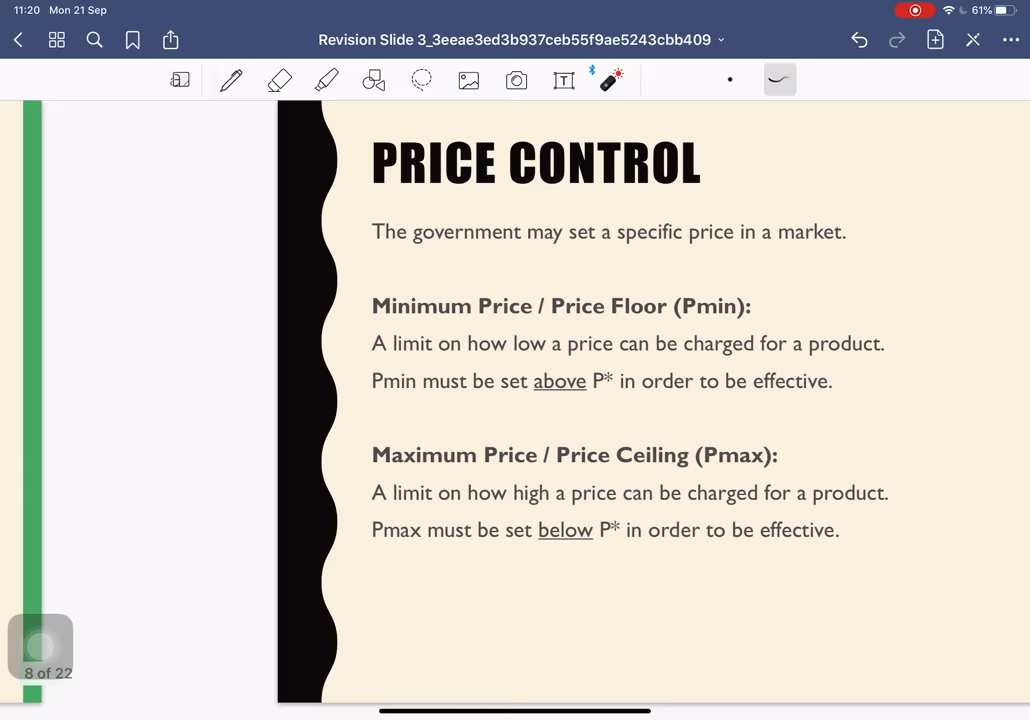 11:20 Mon 21 Sep
61%
Revision Slide 3_3eeae3ed3b937ceb55f9ae5243cbb409
T
PRICE CONTROL
The government may set a specific price in a market.
Minimum Price / Price Floor (Pmin):
A limit on how low a price can be charged for a product.
Pmin must be set above P* in order to be effective.
Maximum Price / Price Ceiling (Pmax):
A limit on how high a price can be charged for a product.
Pmax must be set below P* in order to be effective.
8 of 22